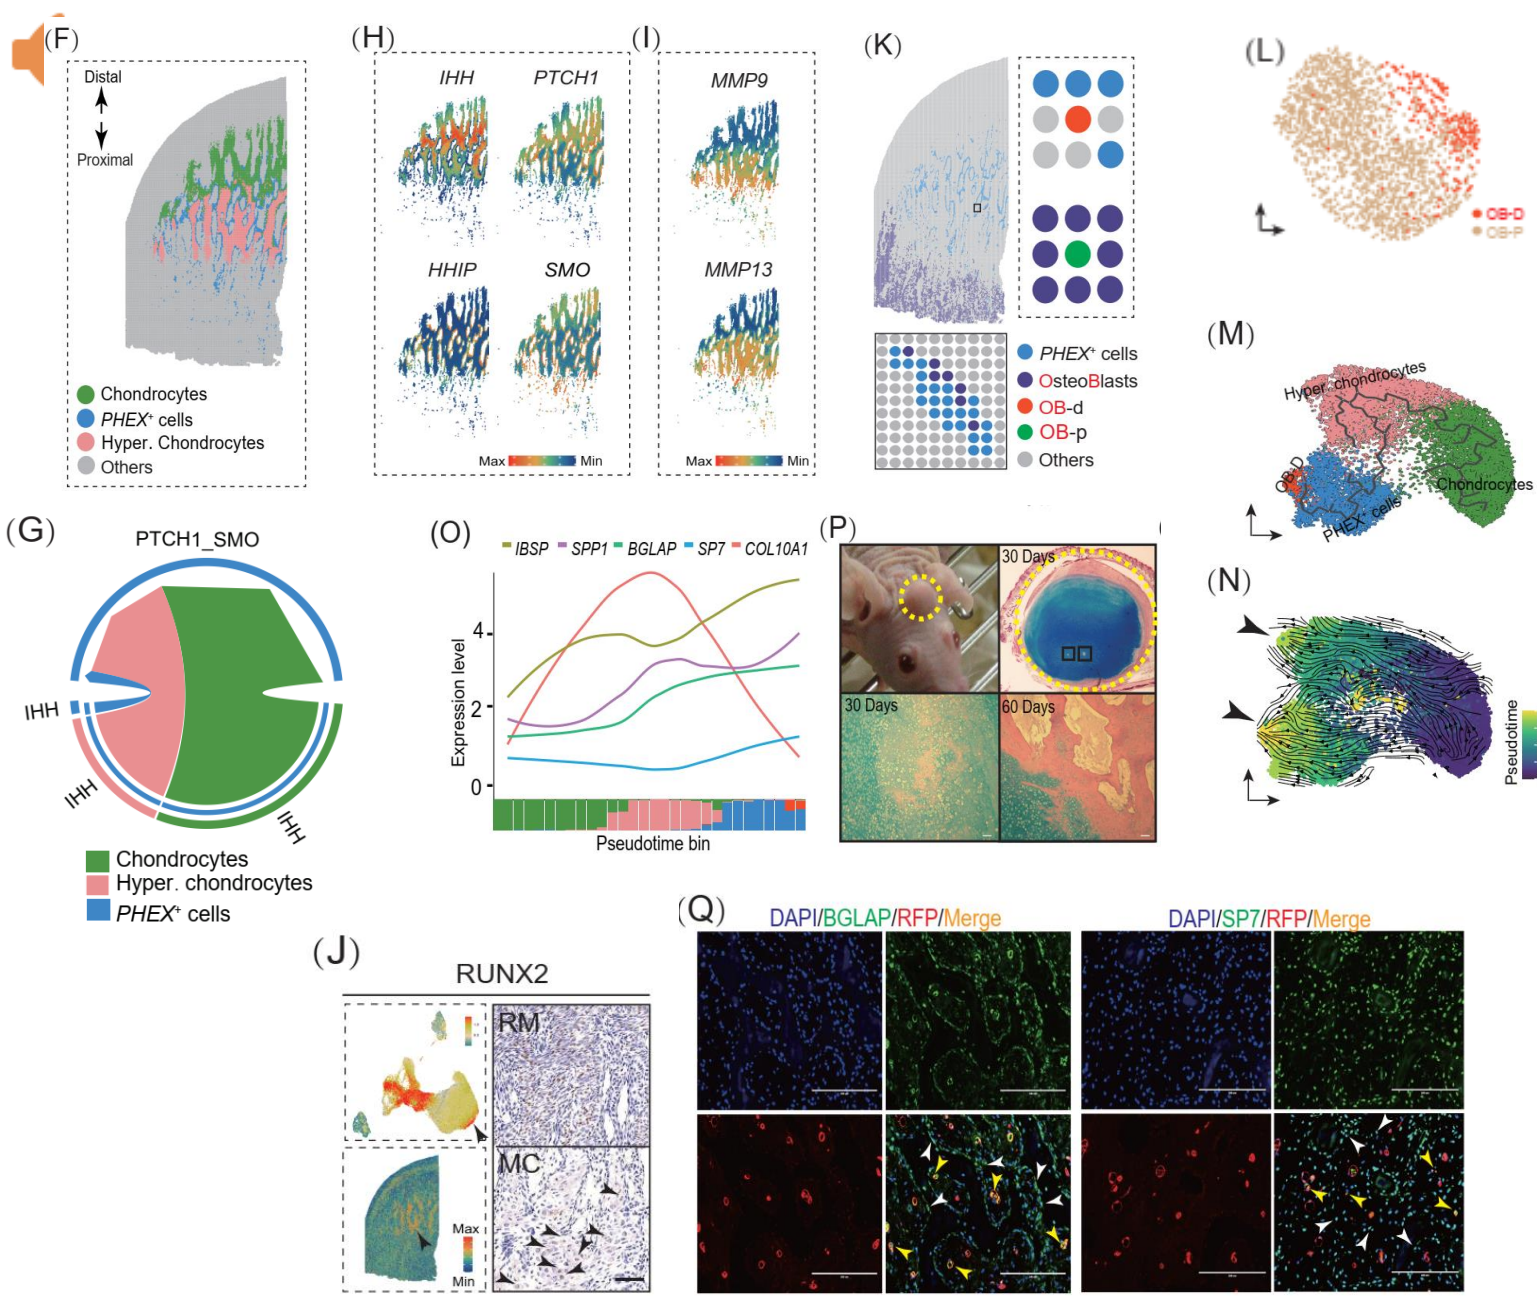 (F)
Distal
Proximal
Chondrocytes
PHEX+ cells
Hyper. Chondrocytes
Others
(H)
IHH
PTCH1
HHIP
SMO
Max
Min
(I)
MMP9
MMP13
Max
Min
(K)
PHEX+ cells
OsteoBlasts
OB-d
OB-p
Others
(L)
OB-D
OB-P
(M)
Hyper. chondrocytes
OB-D
PHEX+ cells
Chondrocytes
(G)
PTCH1_SMO
IHH
IHH
IHH
Chondrocytes
Hyper. chondrocytes
PHEX+ cells
(O)
IBSP
SPP1
BGLAP
SP7
COL10A1
Expression level
4
2
0
Pseudotime bin
(P)
30 Days
30 Days
60 Days
(N)
Pseudotime
(J)
RUNX2
RM
MC
Max
Min
(Q)
DAPI/BGLAP/RFP/Merge
DAPI/SP7/RFP/Merge